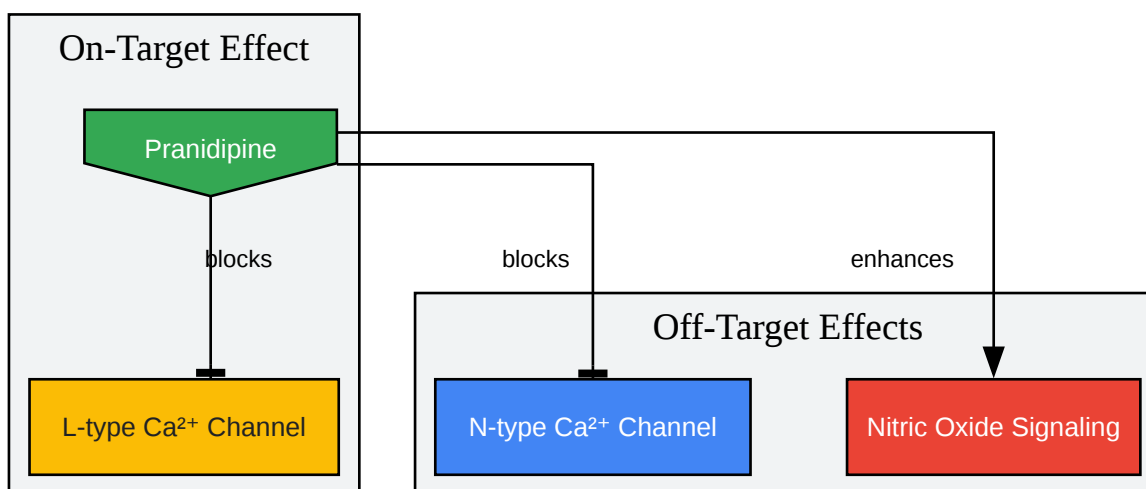 On-Target Effect
Pranidipine
blocks
blocks
enhances
Off-Target Effects
L-type Ca²⁺ Channel
N-type Ca²⁺ Channel
Nitric Oxide Signaling